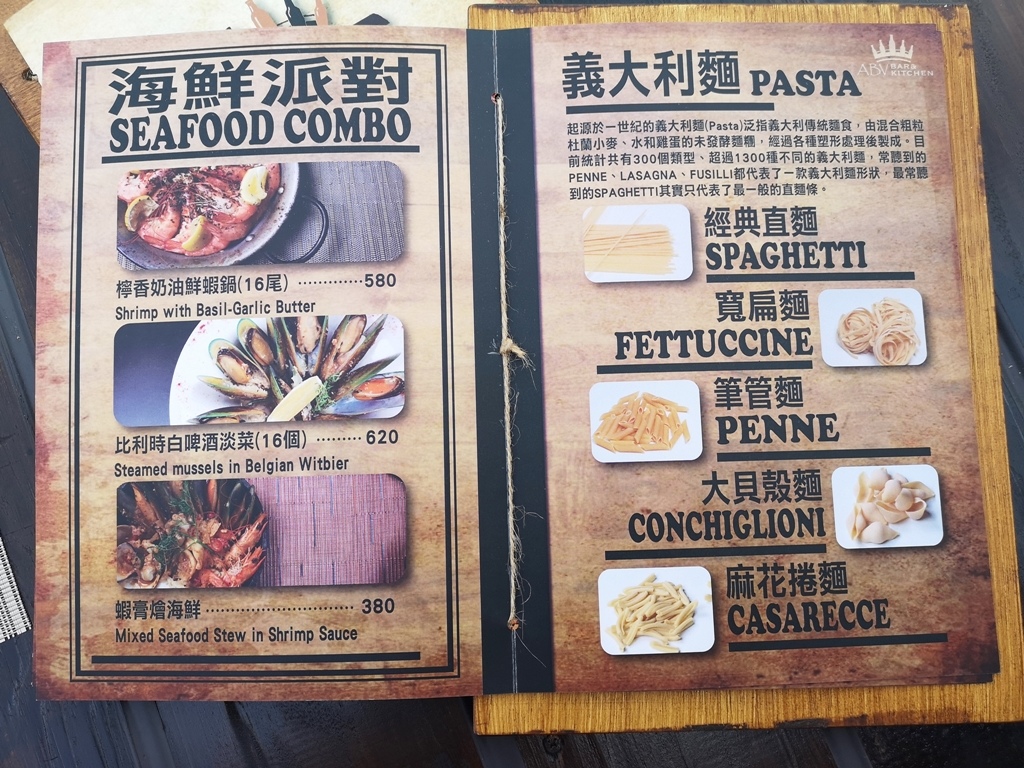 海鮮派對
SEAFOOD COMBO
檸香奶油鮮蝦鍋(16尾) ·············580
Shrimp with Basil-Garlic Butter
比利時白啤酒淡菜(16個) ········· 620
Steamed mussels in Belgian Witbier
蝦膏燴海鮮 ····························· 380
Mixed Seafood Stew in Shrimp Sauce
ABV BAR & KITCHEN
義大利麵 PASTA
起源於一世紀的義大利麵(Pasta)泛指義大利傳統麵食，由混合粗粒
杜蘭小麥、水和雞蛋的未發酵麵糰，經過各種塑形處理後製成。目
前統計共有300個類型、超過1300種不同的義大利麵，常聽到的
PENNE、LASAGNA、FUSILLI都代表了一款義大利麵形狀，最常聽
到的SPAGHETTI其實只代表了最一般的直麵條。
經典直麵
SPAGHETTI
寬扁麵
FETTUCCINE
筆管麵
PENNE
大貝殼麵
CONCHIGLIONI
麻花捲麵
CASARECCE